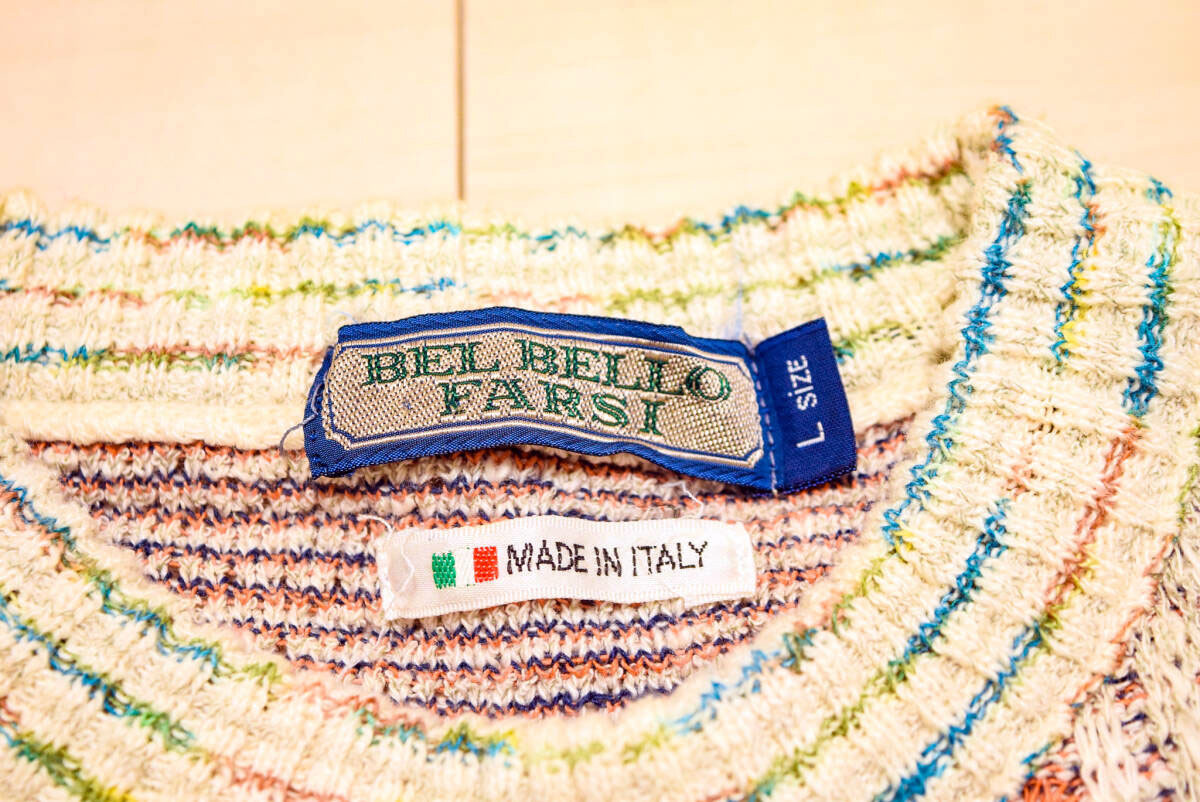 BEL BELLO
FARSI
L SiZE
MADE IN ITALY